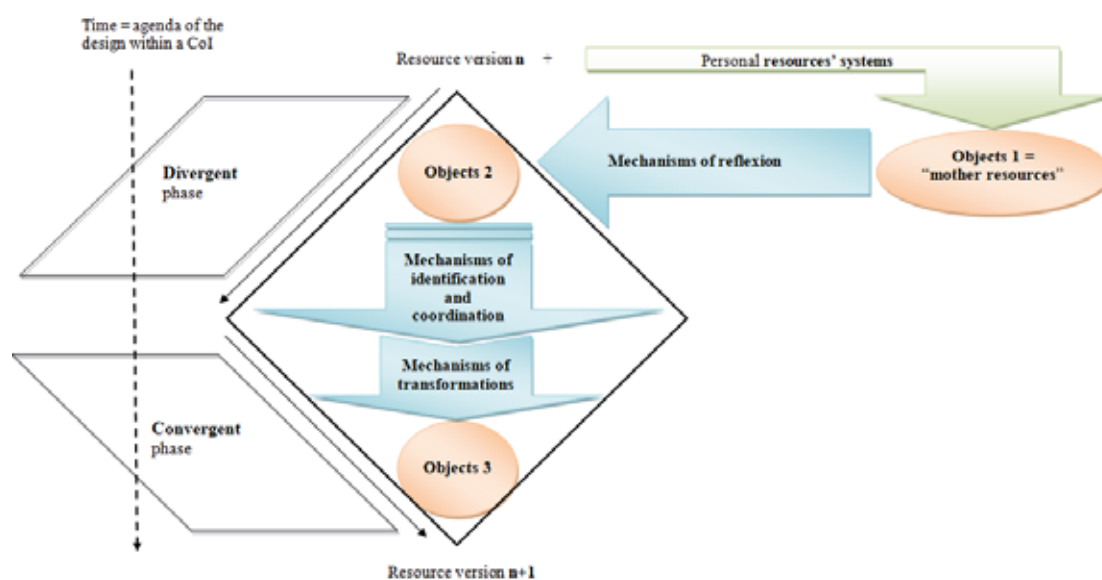 Time = agenda of the
design within a CoI
Resource version n +
Personal resources' systems
Divergent
phase
Objects 2
Mechanisms of reflexion
Objects 1 =
“mother resources“
Mechanisms of
identification
and
coordination
Mechanisms of
transformations
Convergent
phase
Objects 3
Resource version n+1